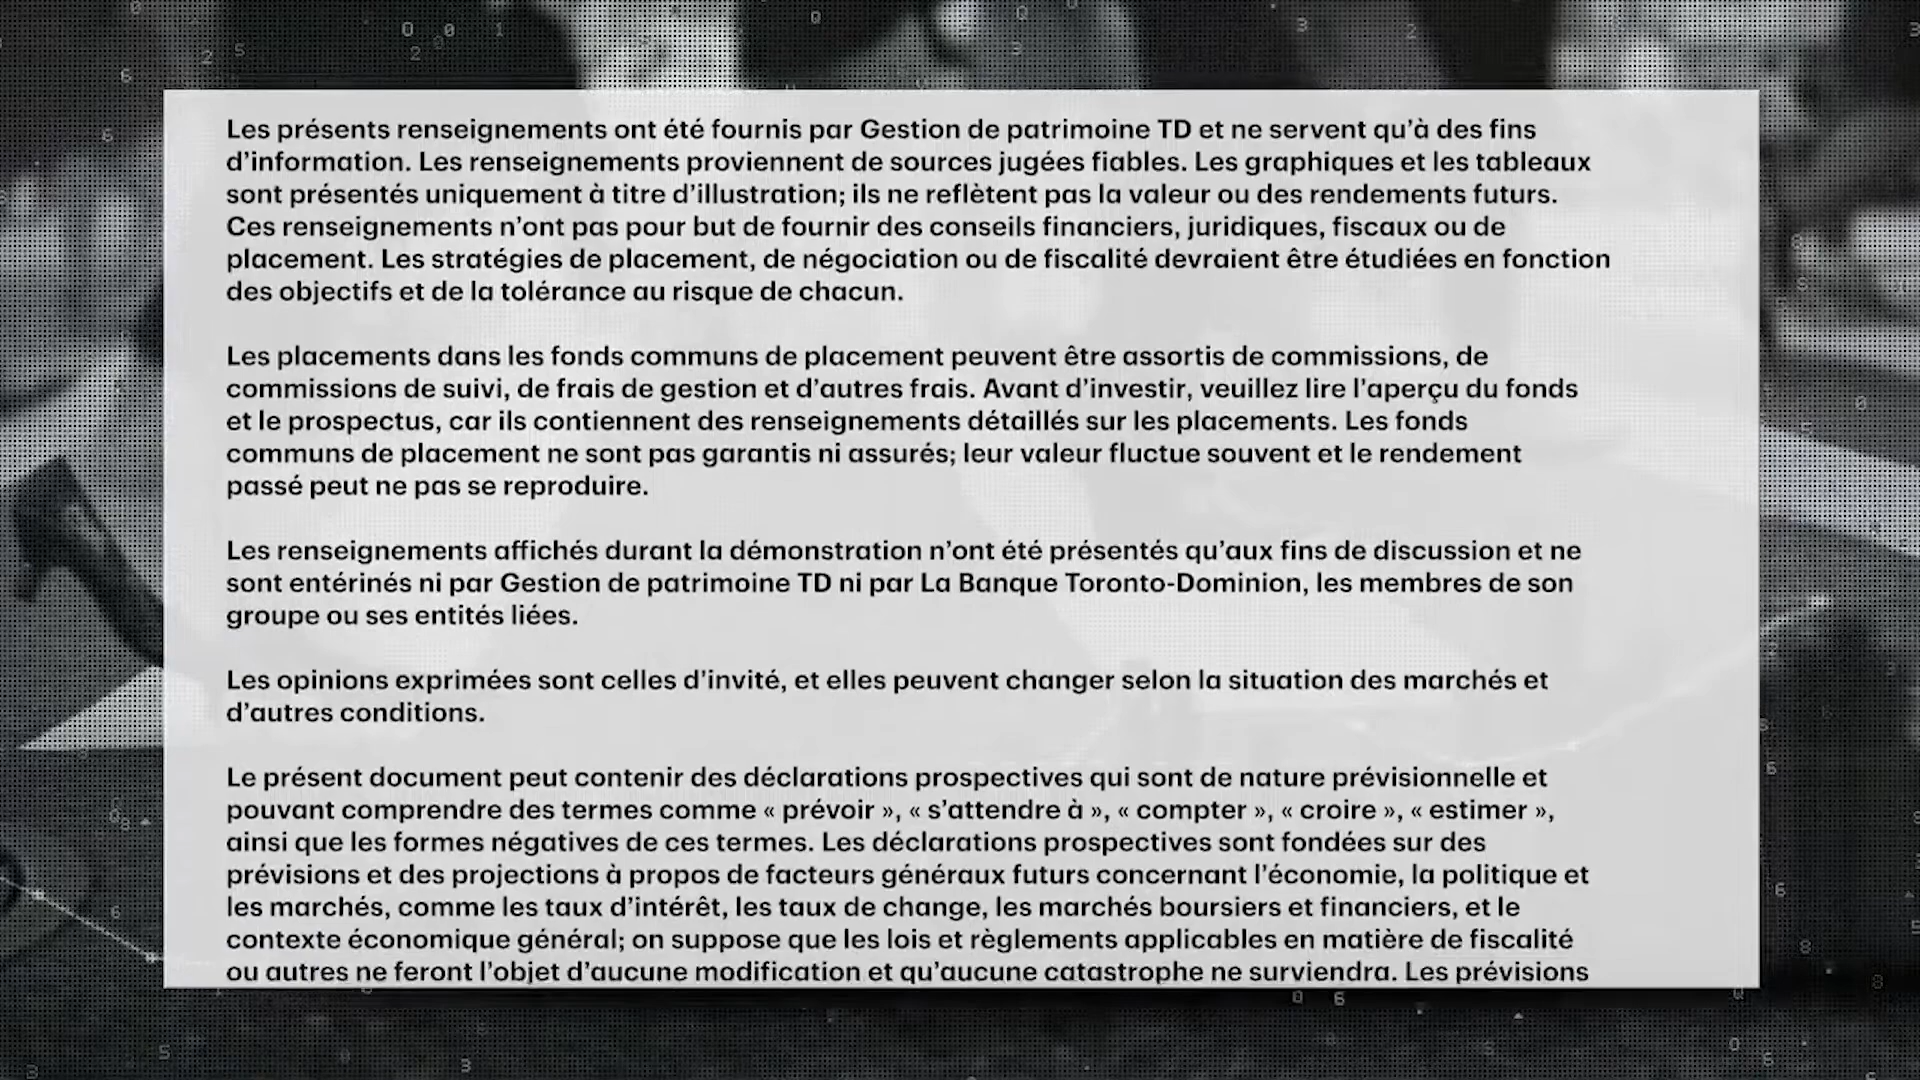 Les présents renseignements ont été fournis par Gestion de patrimoine TD et ne servent qu’à des fins
d’information. Les renseignements proviennent de sources jugées fiables. Les graphiques et les tableaux
sont présentés uniquement à titre d’illustration; ils ne reflètent pas la valeur ou des rendements futurs.
Ces renseignements n’ont pas pour but de fournir des conseils financiers, juridiques, fiscaux ou de
placement. Les stratégies de placement, de négociation ou de fiscalité devraient être étudiées en fonction
des objectifs et de la tolérance au risque de chacun.
Les placements dans les fonds communs de placement peuvent être assortis de commissions, de
commissions de suivi, de frais de gestion et d’autres frais. Avant d’investir, veuillez lire l’aperçu du fonds
et le prospectus, car ils contiennent des renseignements détaillés sur les placements. Les fonds
communs de placement ne sont pas garantis ni assurés; leur valeur fluctue souvent et le rendement
passé peut ne pas se reproduire.
Les renseignements affichés durant la démonstration n’ont été présentés qu’aux fins de discussion et ne
sont entérinés ni par Gestion de patrimoine TD ni par La Banque Toronto-Dominion, les membres de son
groupe ou ses entités liées.
Les opinions exprimées sont celles d’invité, et elles peuvent changer selon la situation des marchés et
d’autres conditions.
Le présent document peut contenir des déclarations prospectives qui sont de nature prévisionnelle et
pouvant comprendre des termes comme « prévoir », « s’attendre à », « compter », « croire », « estimer »,
ainsi que les formes négatives de ces termes. Les déclarations prospectives sont fondées sur des
prévisions et des projections à propos de facteurs généraux futurs concernant l’économie, la politique et
les marchés, comme les taux d’intérêt, les taux de change, les marchés boursiers et financiers, et le
contexte économique général; on suppose que les lois et règlements applicables en matière de fiscalité
ou autres ne feront l’objet d’aucune modification et qu’aucune catastrophe ne surviendra. Les prévisions